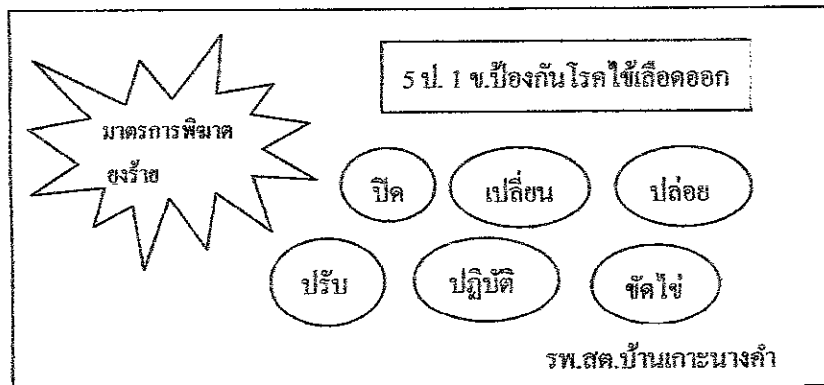 5 ป. 1 ข.ป้องกันโรคไข้เลือดออก
มาตรการพิฆาต
ยุงร้าย
ปิด เปลี่ยน ปล่อย
ปรับ ปฏิบัติ ขัดไข่
รพ.สต.บ้านเกาะนางคำ